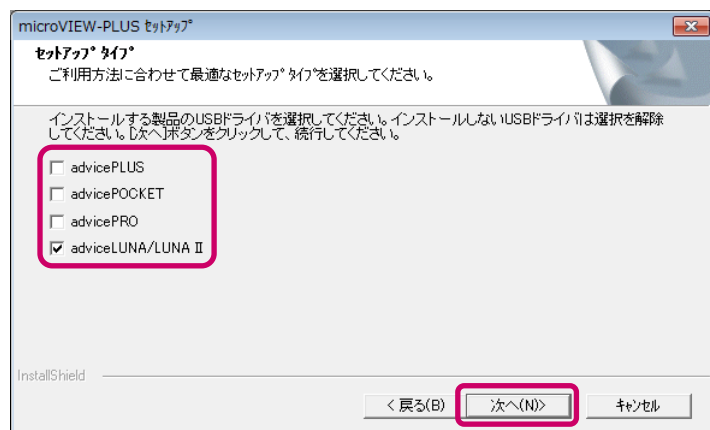 microVIEW-PLUS ｾｯﾄｱｯﾌﾟ
ｾｯﾄｱｯﾌﾟ ﾀｲﾌﾟ
ご利用方法に合わせて最適なｾｯﾄｱｯﾌﾟ ﾀｲﾌﾟを選択してください。
インストールする製品のUSBドライバを選択してください。インストールしないUSBドライバは選択を解除
してください。[次へ]ボタンをクリックして、続行してください。
advicePLUS
advicePOCKET
advicePRO
adviceLUNA/LUNA II
InstallShield
< 戻る(B) 次へ(N)> ｷｬﾝｾﾙ